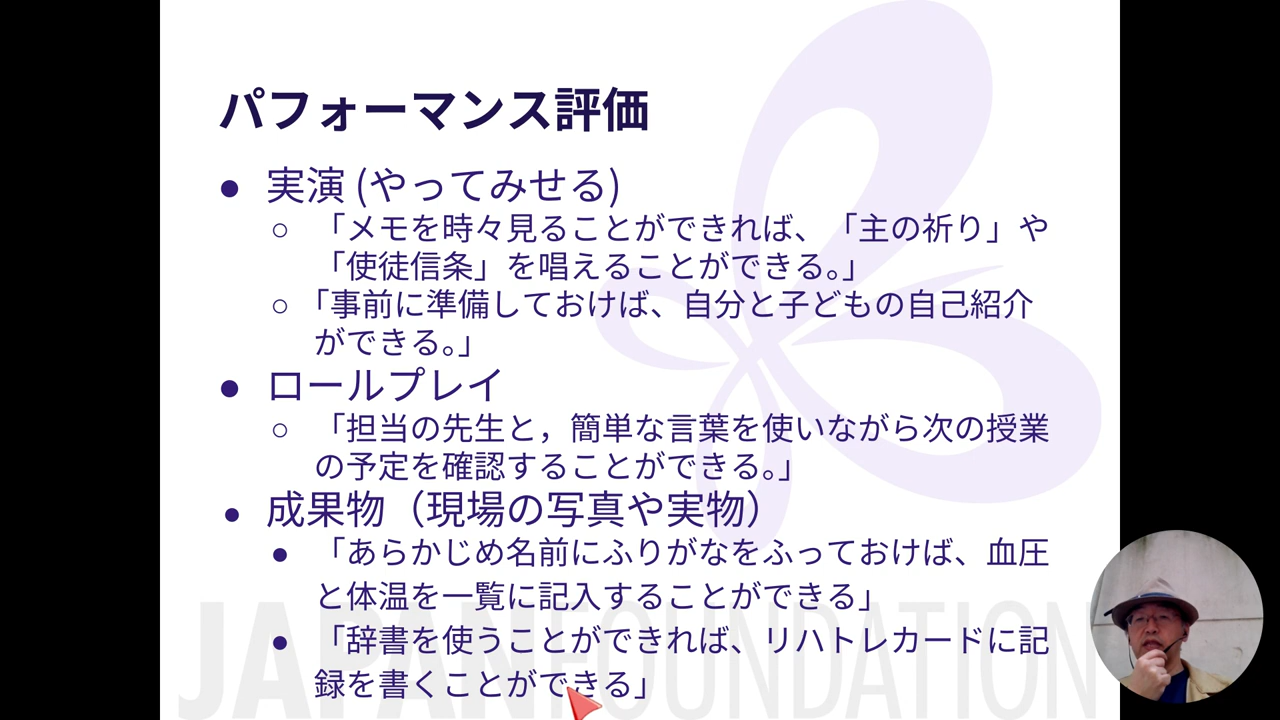 パフォーマンス評価
● 実演 (やってみせる)
○ 「メモを時々見ることができれば、「主の祈り」や
「使徒信条」を唱えることができる。」
○ 「事前に準備しておけば、自分と子どもの自己紹介
ができる。」
● ロールプレイ
○ 「担当の先生と，簡単な言葉を使いながら次の授業
の予定を確認することができる。」
● 成果物（現場の写真や実物）
● 「あらかじめ名前にふりがなをふっておけば、血圧
と体温を一覧に記入することができる」
● 「辞書を使うことができれば、リハトレカードに記
録を書くことができる」
JAPANFOUNDATION